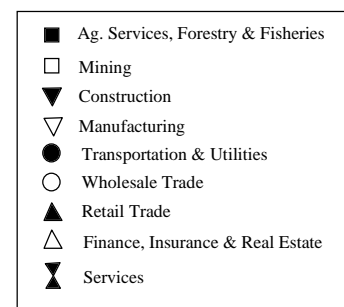 Ag. Services, Forestry & Fisheries
Mining
Construction
Manufacturing
Transportation & Utilities
Wholesale Trade
Retail Trade
Finance, Insurance & Real Estate
Services